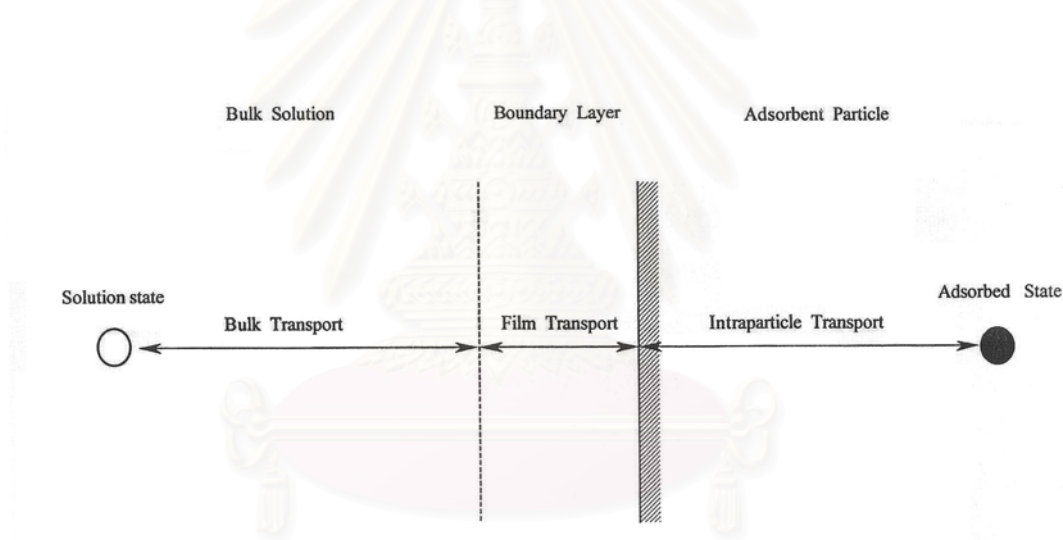 Bulk Solution
Boundary Layer
Adsorbent Particle
Solution state
Adsorbed State
Bulk Transport
Film Transport
Intraparticle Transport